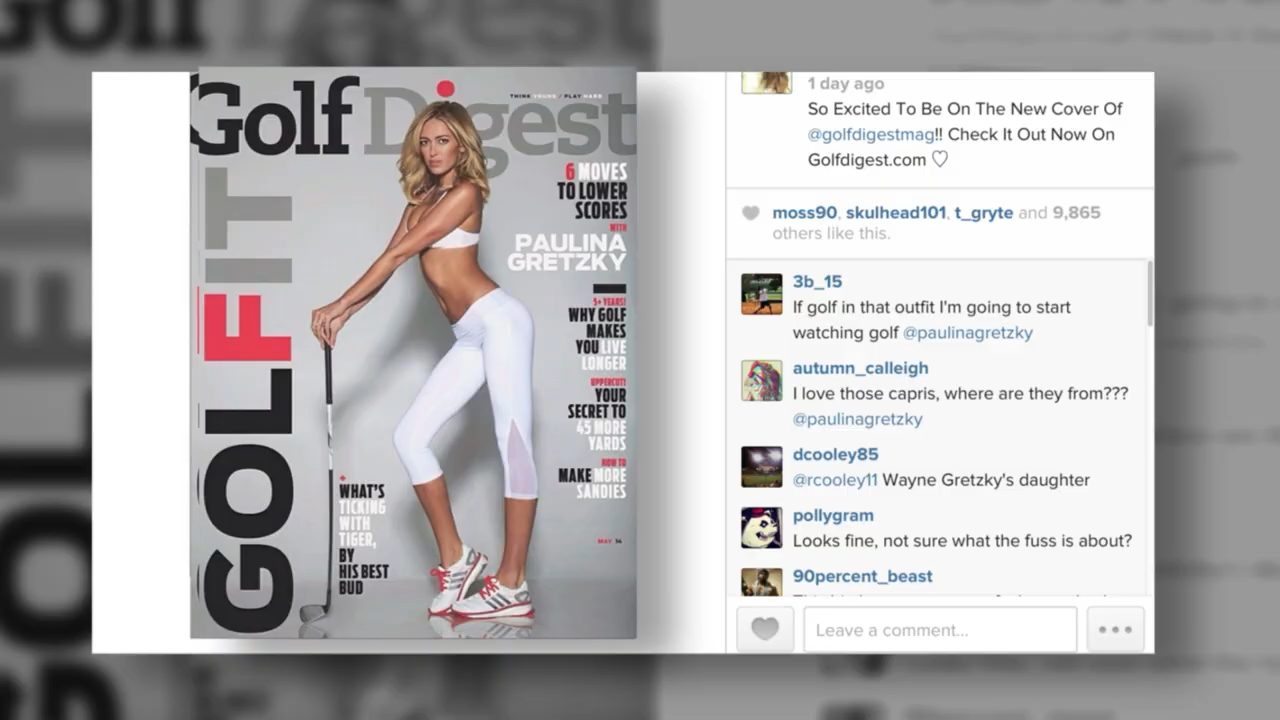 Golf Digest
THINK YOUNG / PLAY HARD
GOLFFIT
6 MOVES
TO LOWER
SCORES
WITH
PAULINA
GRETZKY
5+ YEARS!
WHY GOLF
MAKES
YOU LIVE
LONGER
UPPERCUT!
YOUR
SECRET TO
45 MORE
YARDS
HOW TO
MAKE MORE
SANDIES
MAY 14
+
WHAT'S
TICKING
WITH
TIGER,
BY
HIS BEST
BUD
1 day ago
So Excited To Be On The New Cover Of
@golfdigestmag!! Check It Out Now On
Golfdigest.com ♡
moss90, skulhead101, t_gryte and 9,865
others like this.
3b_15
If golf in that outfit I'm going to start
watching golf @paulinagretzky
autumn_calleigh
I love those capris, where are they from???
@paulinagretzky
dcooley85
@rcooley11 Wayne Gretzky's daughter
pollygram
Looks fine, not sure what the fuss is about?
90percent_beast
Leave a comment...